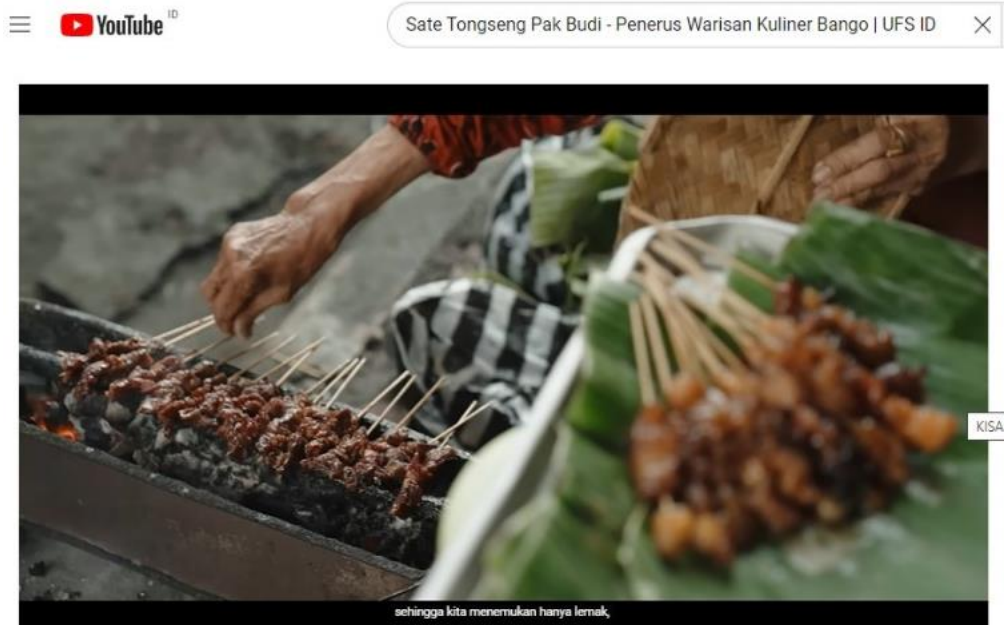 YouTube ID
Sate Tongseng Pak Budi - Penerus Warisan Kuliner Bango | UFS ID
KISA
sehingga kita menemukan hanya lemak,